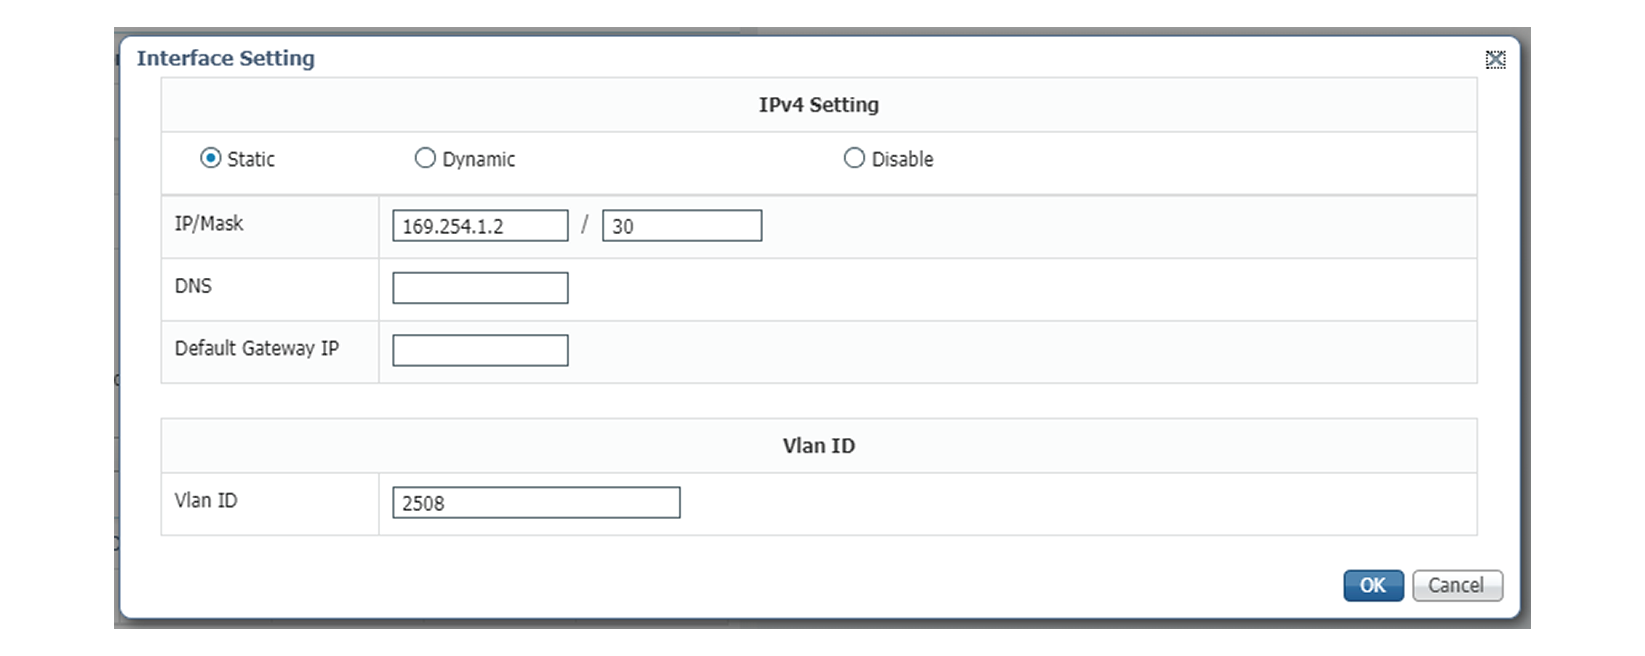 Interface Setting
IPv4 Setting
Static Dynamic Disable
IP/Mask 169.254.1.2 / 30
DNS
Default Gateway IP
Vlan ID
Vlan ID 2508
OK Cancel